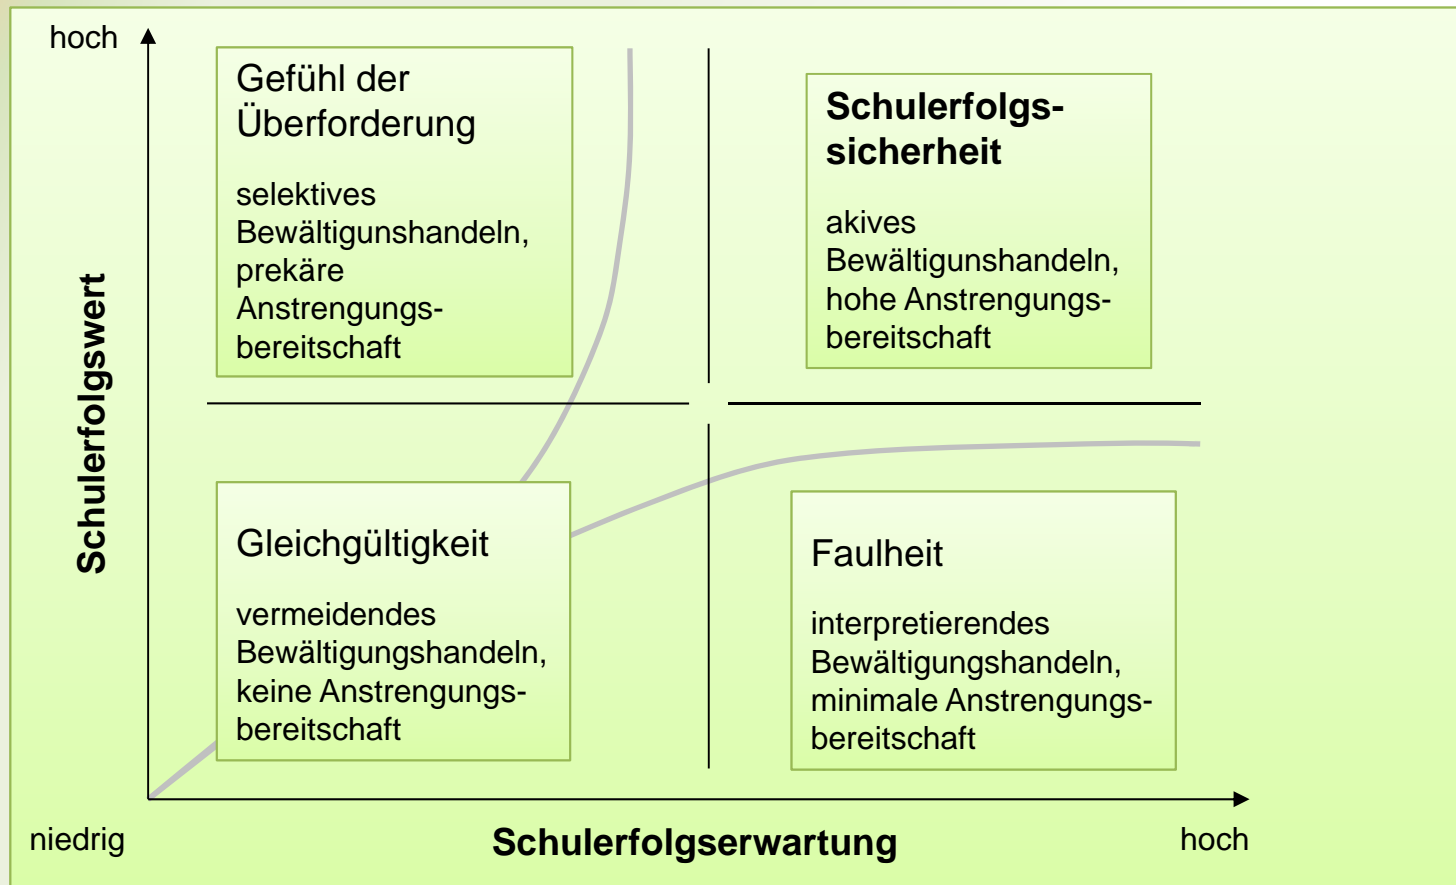 hoch
Gefühl der
Überforderung
selektives
Bewältigunshandeln,
prekäre
Anstrengungs-
bereitschaft
Schulerfolgs-
sicherheit
akives
Bewältigunshandeln,
hohe Anstrengungs-
bereitschaft
Schulerfolgswert
Gleichgültigkeit
vermeidendes
Bewältigungshandeln,
keine Anstrengungs-
bereitschaft
Faulheit
interpretierendes
Bewältigungshandeln,
minimale Anstrengungs-
bereitschaft
niedrig
Schulerfolgserwartung
hoch